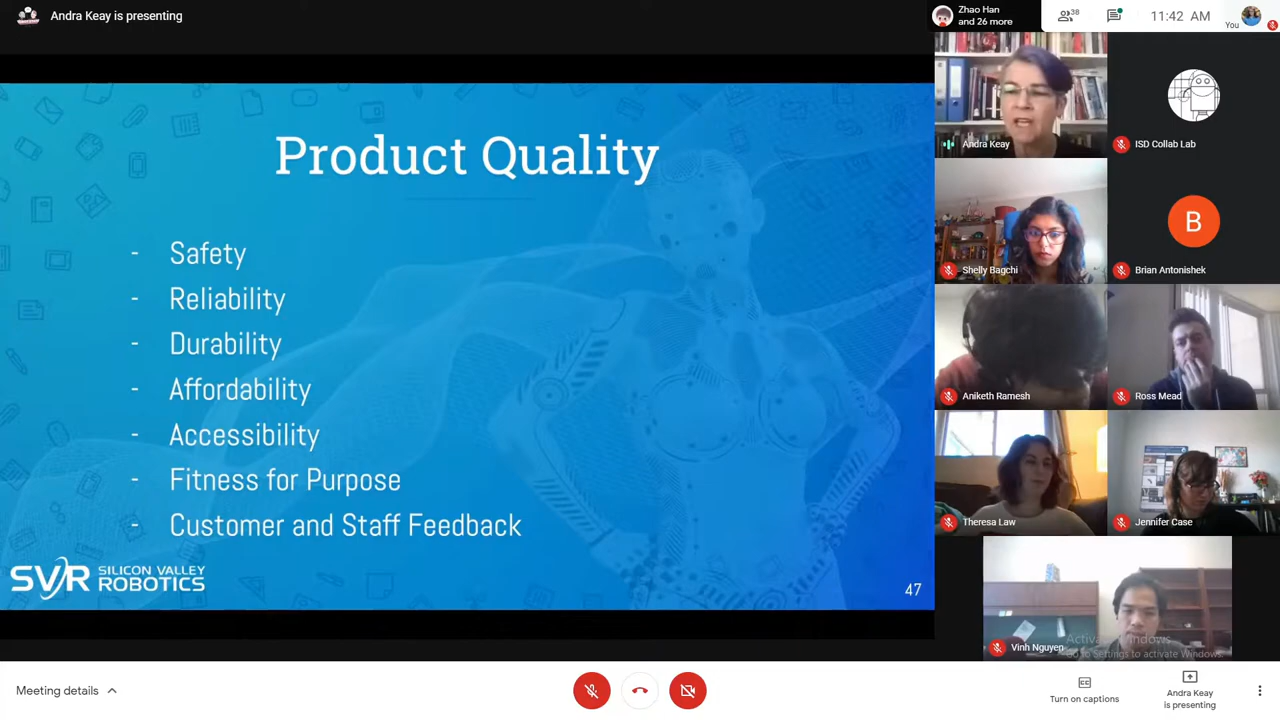 Andra Keay is presenting
Zhao Han
and 26 more
38
11:42 AM
You
Product Quality
- Safety
- Reliability
- Durability
- Affordability
- Accessibility
- Fitness for Purpose
- Customer and Staff Feedback
SVR SILICON VALLEY
ROBOTICS
47
Andra Keay
ISD Collab Lab
Shelly Bagchi
B
Brian Antonishek
Aniketh Ramesh
Ross Mead
Theresa Law
Jennifer Case
Vinh Nguyen
Activate Windows
Go to Settings to activate Windows.
Meeting details
Turn on captions
Andra Keay
is presenting